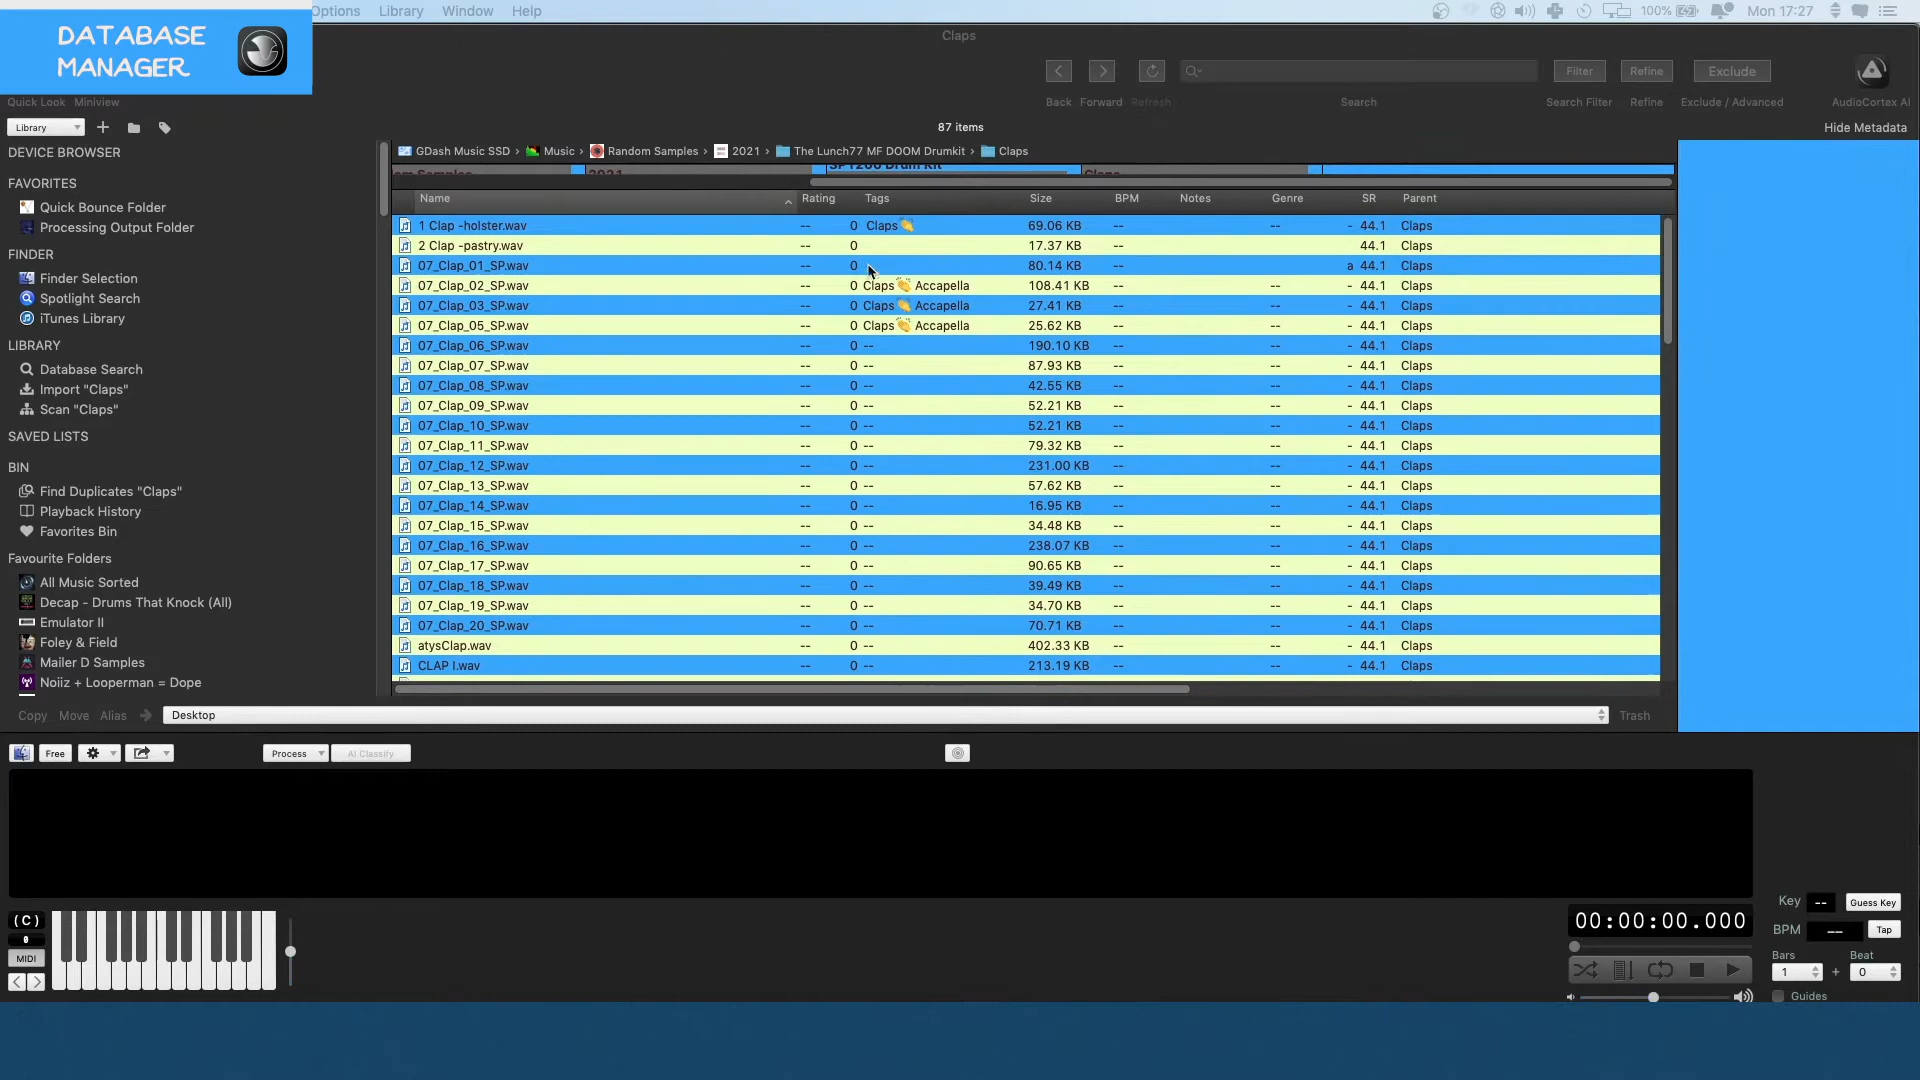 Options Library Window Help 100% Mon 17:27
DATABASE
MANAGER
Claps
Filter Refine Exclude
Quick Look Miniview Back Forward Refresh Search Search Filter Refine Exclude / Advanced AudioCortex AI
Library 87 items Hide Metadata
GDash Music SSD › Music › Random Samples › 2021 › The Lunch77 MF DOOM Drumkit › Claps
DEVICE BROWSER
FAVORITES
Quick Bounce Folder
Processing Output Folder
FINDER
Finder Selection
Spotlight Search
iTunes Library
LIBRARY
Database Search
Import "Claps"
Scan "Claps"
SAVED LISTS
BIN
Find Duplicates "Claps"
Playback History
Favorites Bin
Favourite Folders
All Music Sorted
Decap - Drums That Knock (All)
Emulator II
Foley & Field
Mailer D Samples
Noiiz + Looperman = Dope
om Samples 2021 SP1200 Drum Kit Claps
Name Rating Tags Size BPM Notes Genre SR Parent
1 Clap -holster.wav -- 0 Claps👏 69.06 KB -- -- - 44.1 Claps
2 Clap -pastry.wav 0 17.37 KB 44.1 Claps
07_Clap_01_SP.wav -- 0 80.14 KB -- a 44.1 Claps
07_Clap_02_SP.wav -- 0 Claps👏 Accapella 108.41 KB -- -- - 44.1 Claps
07_Clap_03_SP.wav -- 0 Claps👏 Accapella 27.41 KB -- -- - 44.1 Claps
07_Clap_05_SP.wav -- 0 Claps👏 Accapella 25.62 KB -- -- - 44.1 Claps
07_Clap_06_SP.wav -- 0 -- 190.10 KB -- -- - 44.1 Claps
07_Clap_07_SP.wav -- 0 -- 87.93 KB -- -- - 44.1 Claps
07_Clap_08_SP.wav -- 0 -- 42.55 KB -- -- - 44.1 Claps
07_Clap_09_SP.wav -- 0 -- 52.21 KB -- -- - 44.1 Claps
07_Clap_10_SP.wav -- 0 -- 52.21 KB -- -- - 44.1 Claps
07_Clap_11_SP.wav -- 0 -- 79.32 KB -- -- - 44.1 Claps
07_Clap_12_SP.wav -- 0 -- 231.00 KB -- -- - 44.1 Claps
07_Clap_13_SP.wav -- 0 -- 57.62 KB -- -- - 44.1 Claps
07_Clap_14_SP.wav -- 0 -- 16.95 KB -- -- - 44.1 Claps
07_Clap_15_SP.wav -- 0 -- 34.48 KB -- -- - 44.1 Claps
07_Clap_16_SP.wav -- 0 -- 238.07 KB -- -- - 44.1 Claps
07_Clap_17_SP.wav -- 0 -- 90.65 KB -- -- - 44.1 Claps
07_Clap_18_SP.wav -- 0 -- 39.49 KB -- -- - 44.1 Claps
07_Clap_19_SP.wav -- 0 -- 34.70 KB -- -- - 44.1 Claps
07_Clap_20_SP.wav -- 0 -- 70.71 KB -- -- - 44.1 Claps
atysClap.wav -- 0 -- 402.33 KB -- -- - 44.1 Claps
CLAP I.wav -- 0 -- 213.19 KB -- -- - 44.1 Claps
Copy Move Alias Desktop Trash
Free Process AI Classify
(C)
0
MIDI
00:00:00.000
Key -- Guess Key
BPM -- Tap
Bars Beat
1 + 0
Guides